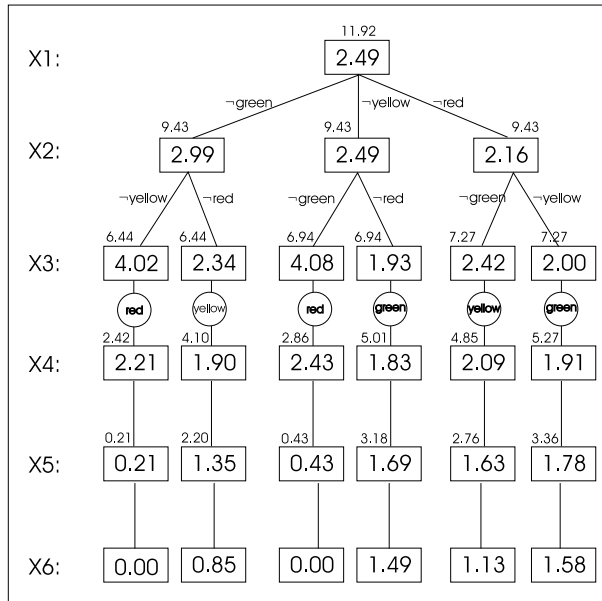 11.92
X1: 2.49
¬green ¬yellow ¬red
9.43 9.43 9.43
X2: 2.99 2.49 2.16
¬yellow ¬red ¬green ¬red ¬green ¬yellow
6.44 6.44 6.94 6.94 7.27 7.27
X3: 4.02 2.34 4.08 1.93 2.42 2.00
red yellow red green yellow green
2.42 4.10 2.86 5.01 4.85 5.27
X4: 2.21 1.90 2.43 1.83 2.09 1.91
0.21 2.20 0.43 3.18 2.76 3.36
X5: 0.21 1.35 0.43 1.69 1.63 1.78
X6: 0.00 0.85 0.00 1.49 1.13 1.58